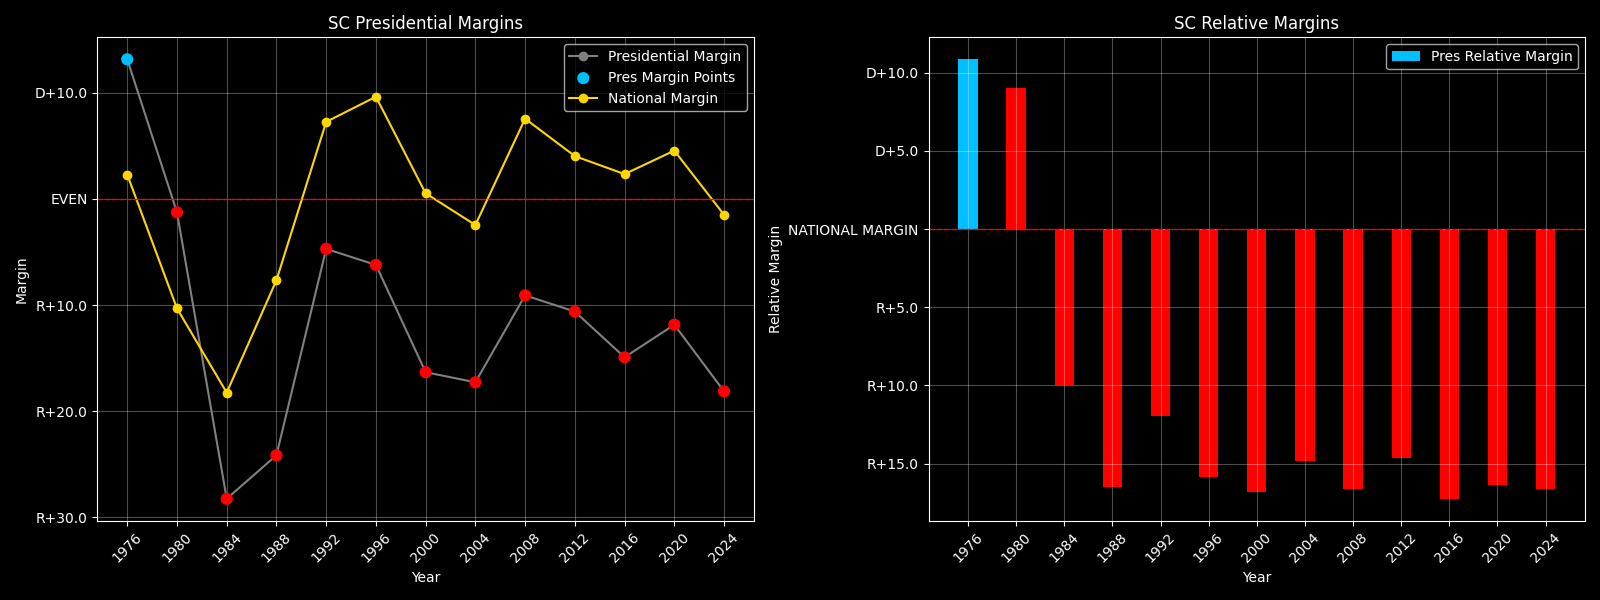 SC Presidential Margins
Presidential Margin
Pres Margin Points
National Margin
D+10.0
EVEN
R+10.0
R+20.0
R+30.0
Margin
1976
1980
1984
1988
1992
1996
2000
2004
2008
2012
2016
2020
2024
Year
SC Relative Margins
Pres Relative Margin
D+10.0
D+5.0
NATIONAL MARGIN
R+5.0
R+10.0
R+15.0
Relative Margin
1976
1980
1984
1988
1992
1996
2000
2004
2008
2012
2016
2020
2024
Year